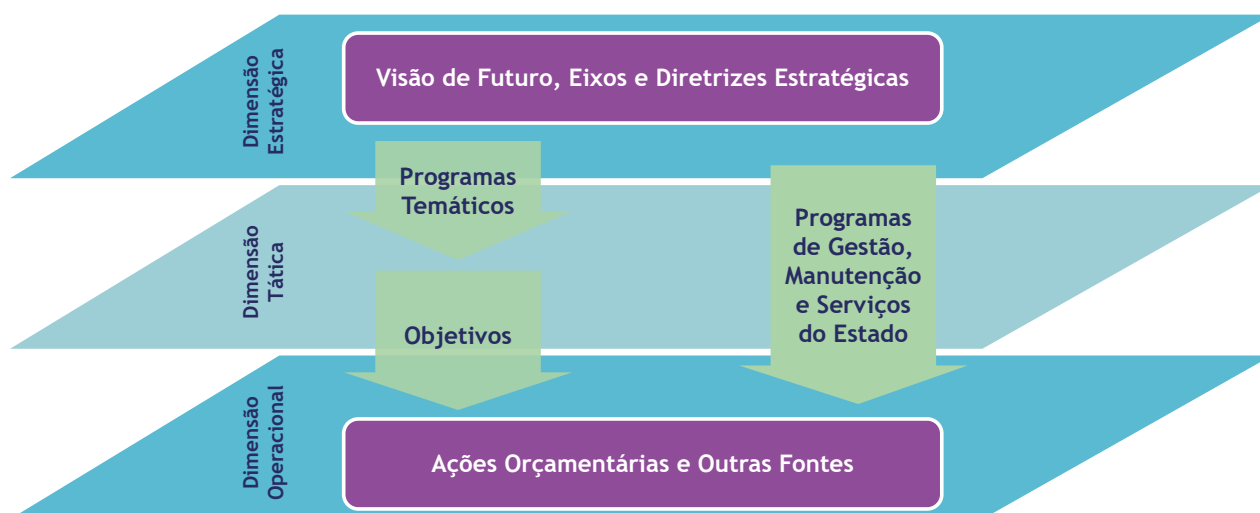 Dimensão
Estratégica
Visão de Futuro, Eixos e Diretrizes Estratégicas
Programas
Temáticos
Dimensão
Tática
Objetivos
Programas
de Gestão,
Manutenção
e Serviços
do Estado
Dimensão
Operacional
Ações Orçamentárias e Outras Fontes